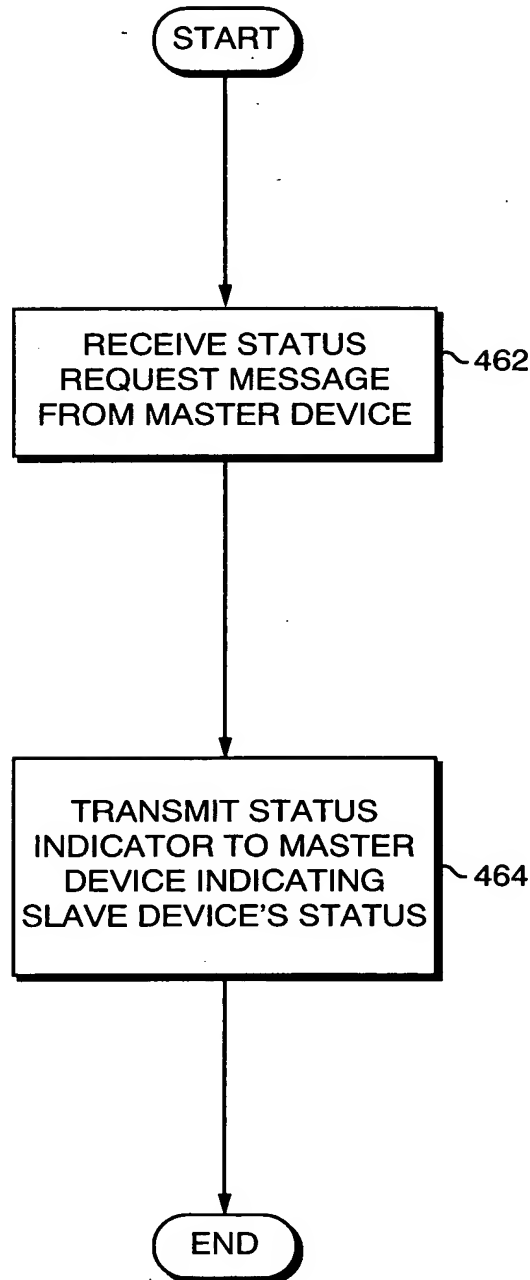 START
RECEIVE STATUS
REQUEST MESSAGE
FROM MASTER DEVICE
462
TRANSMIT STATUS
INDICATOR TO MASTER
DEVICE INDICATING
SLAVE DEVICE'S STATUS
464
END